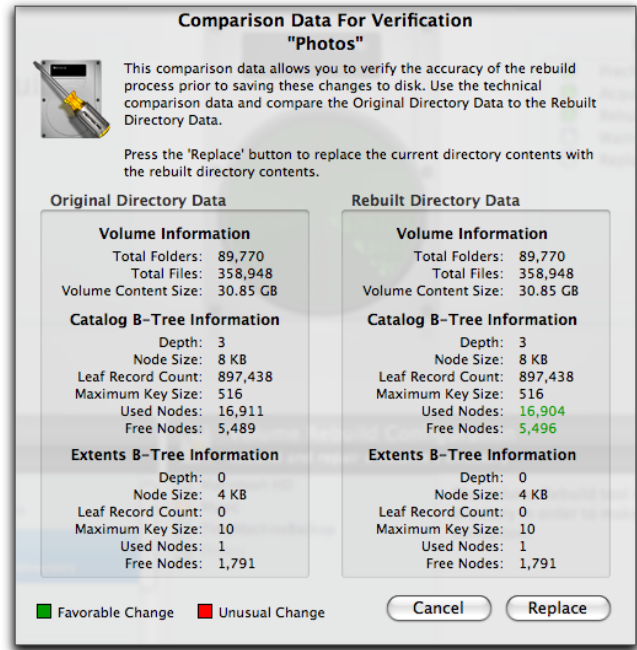 Comparison Data For Verification
"Photos"
This comparison data allows you to verify the accuracy of the rebuild
process prior to saving these changes to disk. Use the technical
comparison data and compare the Original Directory Data to the Rebuilt
Directory Data.
Press the 'Replace' button to replace the current directory contents with
the rebuilt directory contents.
Original Directory Data
Volume Information
Total Folders: 89,770
Total Files: 358,948
Volume Content Size: 30.85 GB
Catalog B-Tree Information
Depth: 3
Node Size: 8 KB
Leaf Record Count: 897,438
Maximum Key Size: 516
Used Nodes: 16,911
Free Nodes: 5,489
Extents B-Tree Information
Depth: 0
Node Size: 4 KB
Leaf Record Count: 0
Maximum Key Size: 10
Used Nodes: 1
Free Nodes: 1,791
Rebuilt Directory Data
Volume Information
Total Folders: 89,770
Total Files: 358,948
Volume Content Size: 30.85 GB
Catalog B-Tree Information
Depth: 3
Node Size: 8 KB
Leaf Record Count: 897,438
Maximum Key Size: 516
Used Nodes: 16,904
Free Nodes: 5,496
Extents B-Tree Information
Depth: 0
Node Size: 4 KB
Leaf Record Count: 0
Maximum Key Size: 10
Used Nodes: 1
Free Nodes: 1,791
Favorable Change
Unusual Change
Cancel
Replace